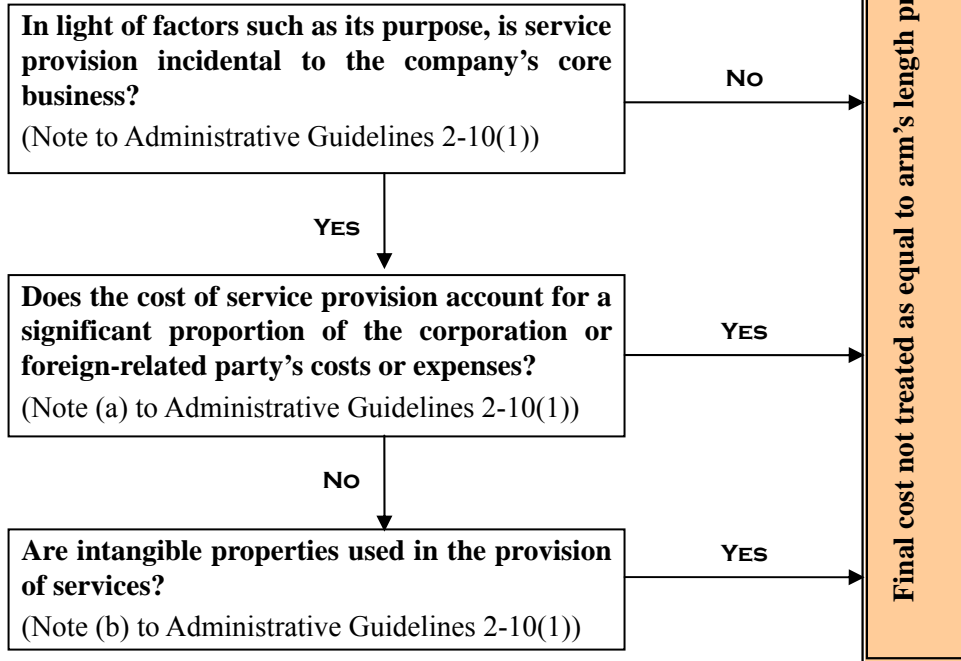 In light of factors such as its purpose, is service
provision incidental to the company's core
business?
(Note to Administrative Guidelines 2-10(1))
NO
YES
Does the cost of service provision account for a
significant proportion of the corporation or
foreign-related party's costs or expenses?
(Note (a) to Administrative Guidelines 2-10(1))
YES
NO
Are intangible properties used in the provision
of services?
(Note (b) to Administrative Guidelines 2-10(1))
YES
Final cost not treated as equal to arm's length